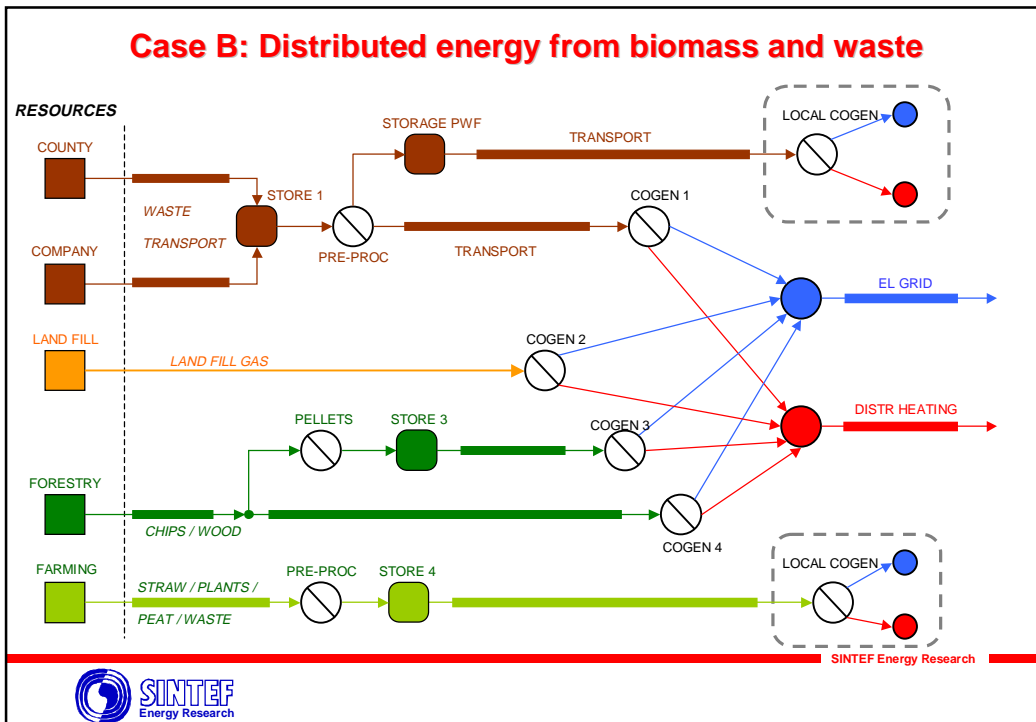 Case B: Distributed energy from biomass and waste
RESOURCES
COUNTY
STORAGE PWF
TRANSPORT
LOCAL COGEN
STORE 1
WASTE
TRANSPORT
COGEN 1
COMPANY
PRE-PROC
TRANSPORT
EL GRID
LAND FILL
LAND FILL GAS
COGEN 2
DISTR HEATING
PELLETS
STORE 3
COGEN 3
FORESTRY
CHIPS / WOOD
COGEN 4
FARMING
STRAW / PLANTS /
PEAT / WASTE
PRE-PROC
STORE 4
LOCAL COGEN
SINTEF Energy Research
SINTEF
Energy Research